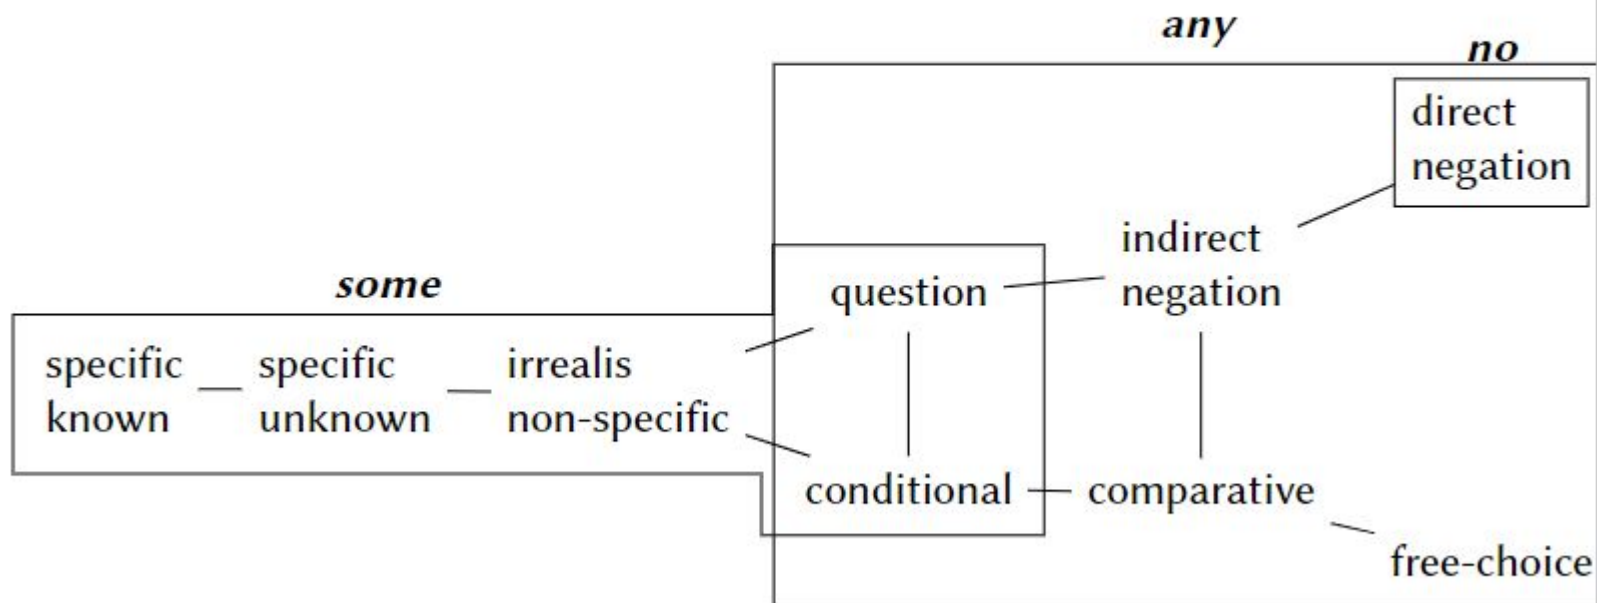 any
no
direct
negation
indirect
negation
question
some
specific
known
specific
unknown
irrealis
non-specific
conditional
comparative
free-choice